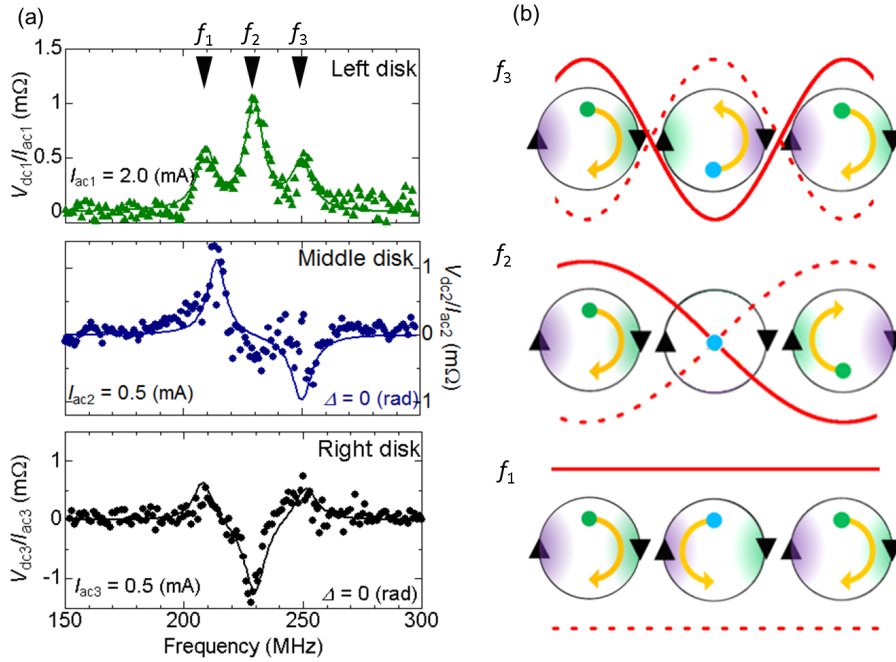 (a)
f1 f2 f3
1.5
1
0.5
0
Vdc1/Iac1 (mΩ)
Left disk
Iac1 = 2.0 (mA)
Middle disk
1
0
-1
Vdc2/Iac2 (mΩ)
Iac2 = 0.5 (mA)
Δ = 0 (rad)
Right disk
1
0
-1
Vdc3/Iac3 (mΩ)
Iac3 = 0.5 (mA)
Δ = 0 (rad)
150 200 250 300
Frequency (MHz)
(b)
f3
f2
f1